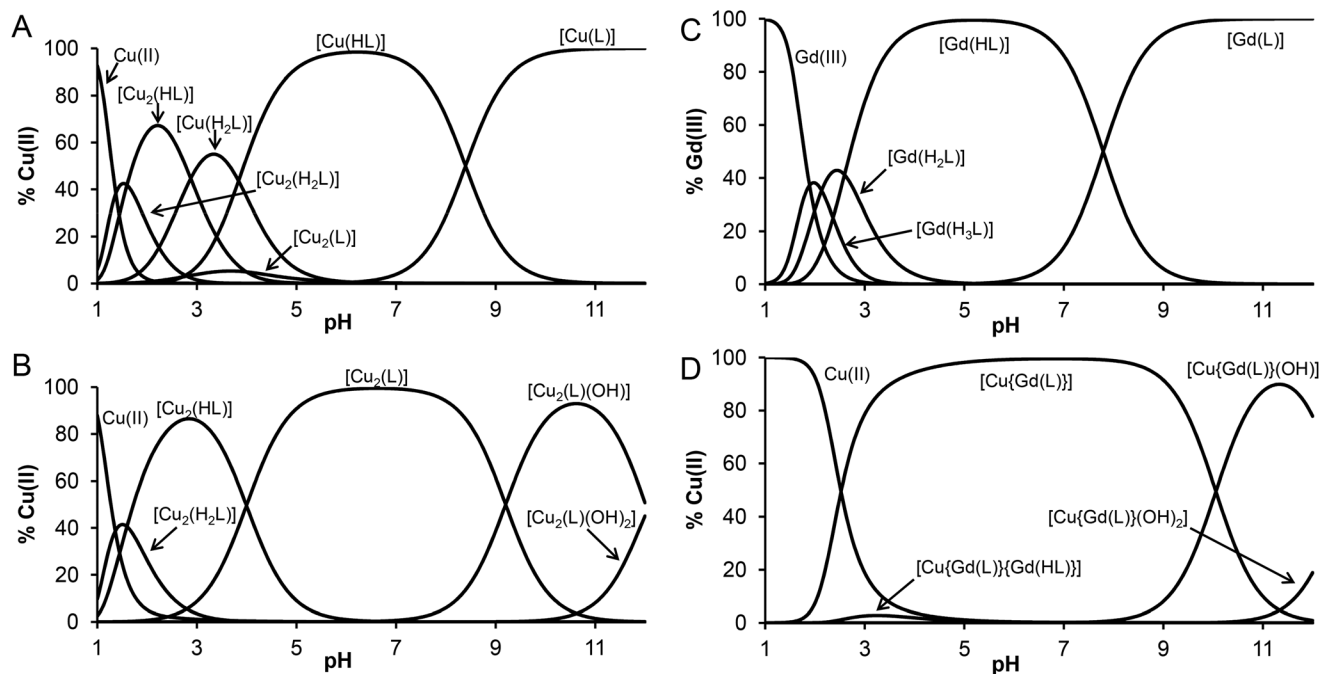 A
% Cu(II)
100
80
60
40
20
0
Cu(II)
[Cu₂(HL)]
[Cu(H₂L)]
[Cu₂(H₂L)]
[Cu₂(L)]
[Cu(HL)]
[Cu(L)]
1 3 5 7 9 11
pH
C
% Gd(III)
100
80
60
40
20
0
Gd(III)
[Gd(HL)]
[Gd(L)]
[Gd(H₂L)]
[Gd(H₃L)]
1 3 5 7 9 11
pH
B
% Cu(II)
100
80
60
40
20
0
Cu(II)
[Cu₂(HL)]
[Cu₂(H₂L)]
[Cu₂(L)]
[Cu₂(L)(OH)]
[Cu₂(L)(OH)₂]
1 3 5 7 9 11
pH
D
% Cu(II)
100
80
60
40
20
0
Cu(II)
[Cu{Gd(L)}]
[Cu{Gd(L)}(OH)]
[Cu{Gd(L)}(OH)₂]
[Cu{Gd(L)}{Gd(HL)}]
1 3 5 7 9 11
pH